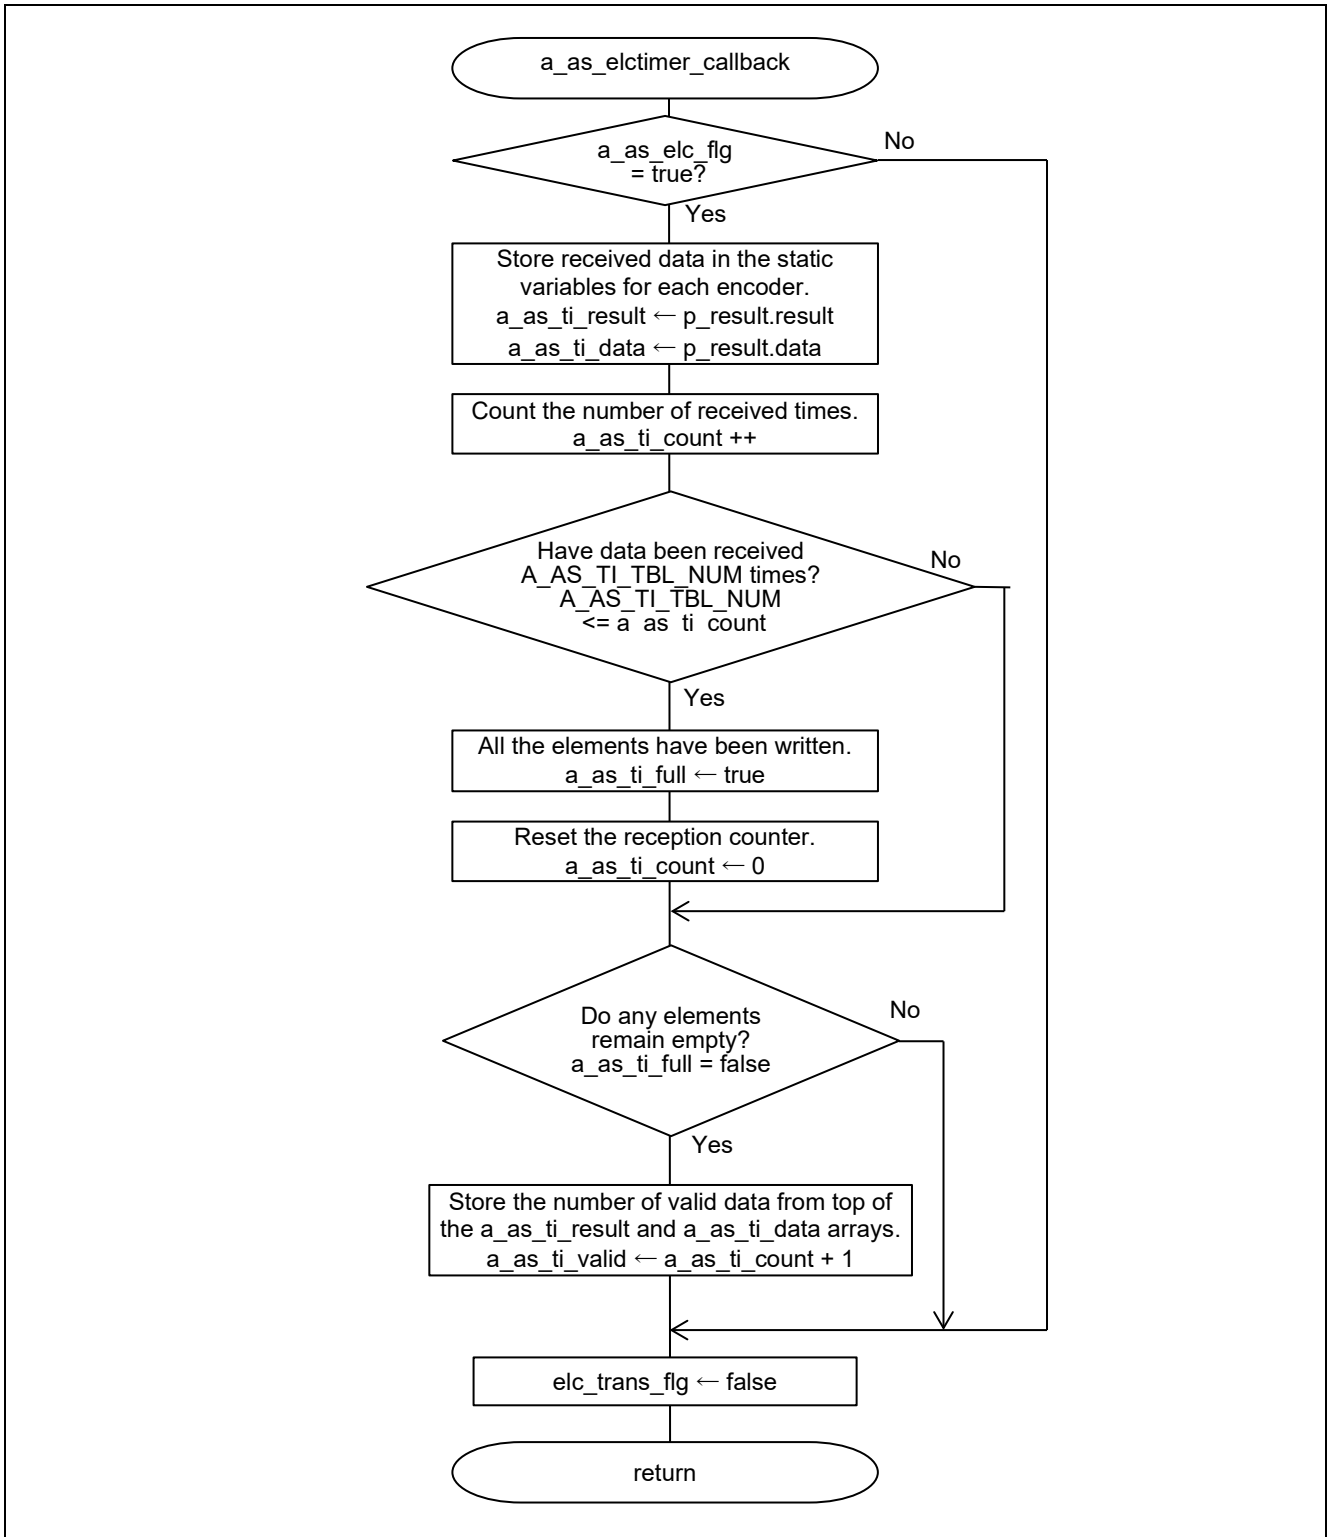 a_as_elctimer_callback
a_as_elc_flg
= true?
No
Yes
Store received data in the static
variables for each encoder.
a_as_ti_result ← p_result.result
a_as_ti_data ← p_result.data
Count the number of received times.
a_as_ti_count ++
Have data been received
A_AS_TI_TBL_NUM times?
A_AS_TI_TBL_NUM
<= a_as_ti_count
No
Yes
All the elements have been written.
a_as_ti_full ← true
Reset the reception counter.
a_as_ti_count ← 0
Do any elements
remain empty?
a_as_ti_full = false
No
Yes
Store the number of valid data from top of
the a_as_ti_result and a_as_ti_data arrays.
a_as_ti_valid ← a_as_ti_count + 1
elc_trans_flg ← false
return